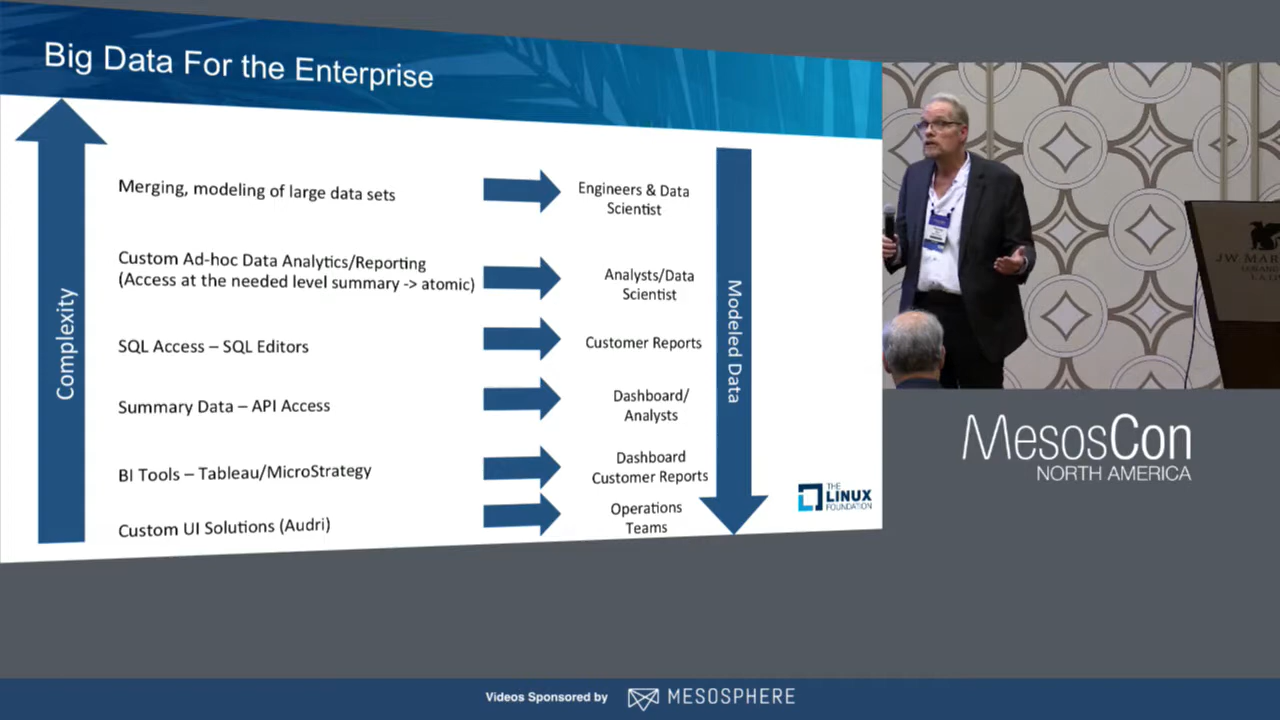 Big Data For the Enterprise
Complexity
Merging, modeling of large data sets
Engineers & Data
Scientist
Custom Ad-hoc Data Analytics/Reporting
(Access at the needed level summary -> atomic)
Analysts/Data
Scientist
SQL Access – SQL Editors
Customer Reports
Summary Data – API Access
Dashboard/
Analysts
BI Tools – Tableau/MicroStrategy
Dashboard
Customer Reports
Custom UI Solutions (Audri)
Operations
Teams
Modeled Data
THE
LINUX
FOUNDATION
JW MAR
MesosCon
NORTH AMERICA
Videos Sponsored by
MESOSPHERE